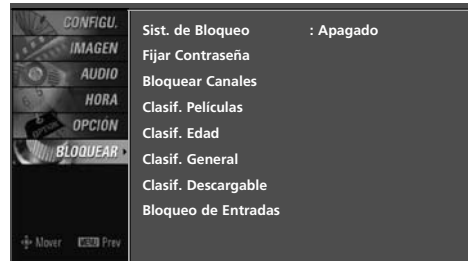 CONFIGU.
IMAGEN
AUDIO
HORA
OPCIÓN
BLOQUEAR
Mover MENU Prev
Sist. de Bloqueo : Apagado
Fijar Contraseña
Bloquear Canales
Clasif. Películas
Clasif. Edad
Clasif. General
Clasif. Descargable
Bloqueo de Entradas